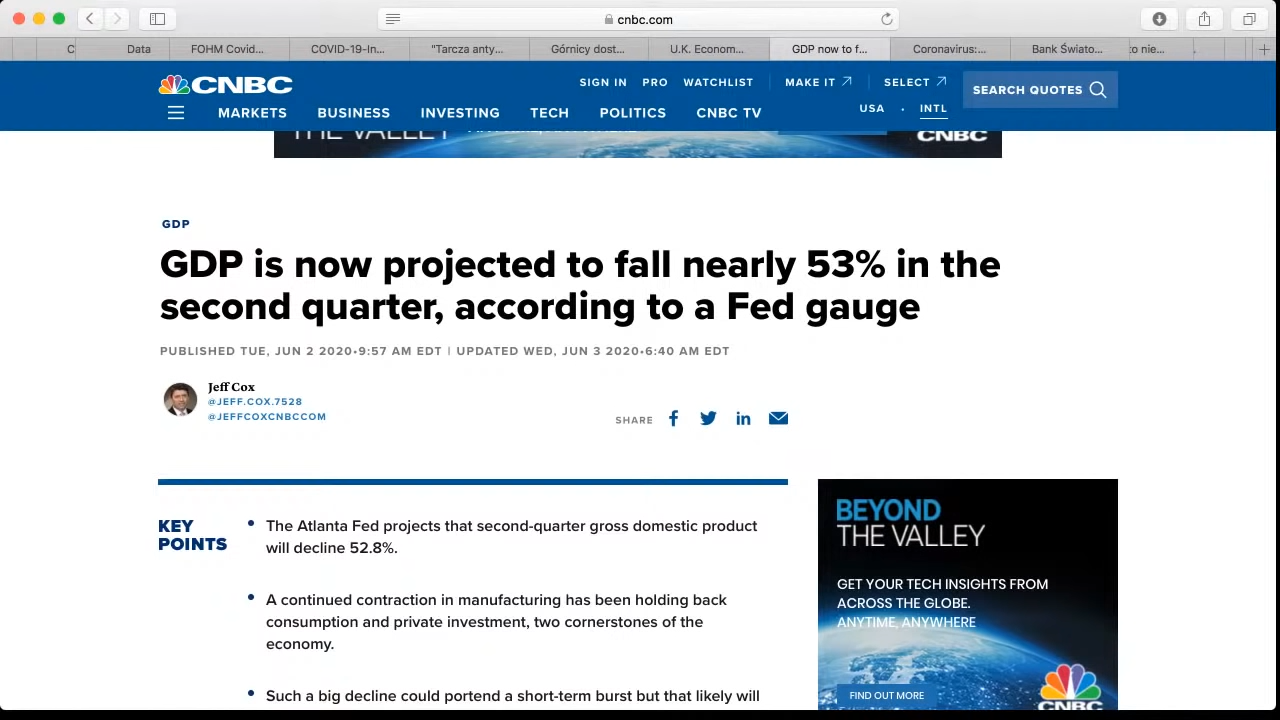 cnbc.com
C
Data
FOHM Covid...
COVID-19-In...
"Tarcza anty...
Górnicy dost...
U.K. Econom...
GDP now to f...
Coronavirus:...
Bank Świato...
to nie...
CNBC
SIGN IN PRO WATCHLIST MAKE IT SELECT
SEARCH QUOTES
MARKETS BUSINESS INVESTING TECH POLITICS CNBC TV
USA · INTL
THE VALLEY
CNBC
GDP
GDP is now projected to fall nearly 53% in the
second quarter, according to a Fed gauge
PUBLISHED TUE, JUN 2 2020•9:57 AM EDT | UPDATED WED, JUN 3 2020•6:40 AM EDT
Jeff Cox
@JEFF.COX.7528
@JEFFCOXCNBCCOM
SHARE
KEY
POINTS
The Atlanta Fed projects that second-quarter gross domestic product
will decline 52.8%.
A continued contraction in manufacturing has been holding back
consumption and private investment, two cornerstones of the
economy.
Such a big decline could portend a short-term burst but that likely will
BEYOND
THE VALLEY
GET YOUR TECH INSIGHTS FROM
ACROSS THE GLOBE.
ANYTIME, ANYWHERE
FIND OUT MORE
CNBC